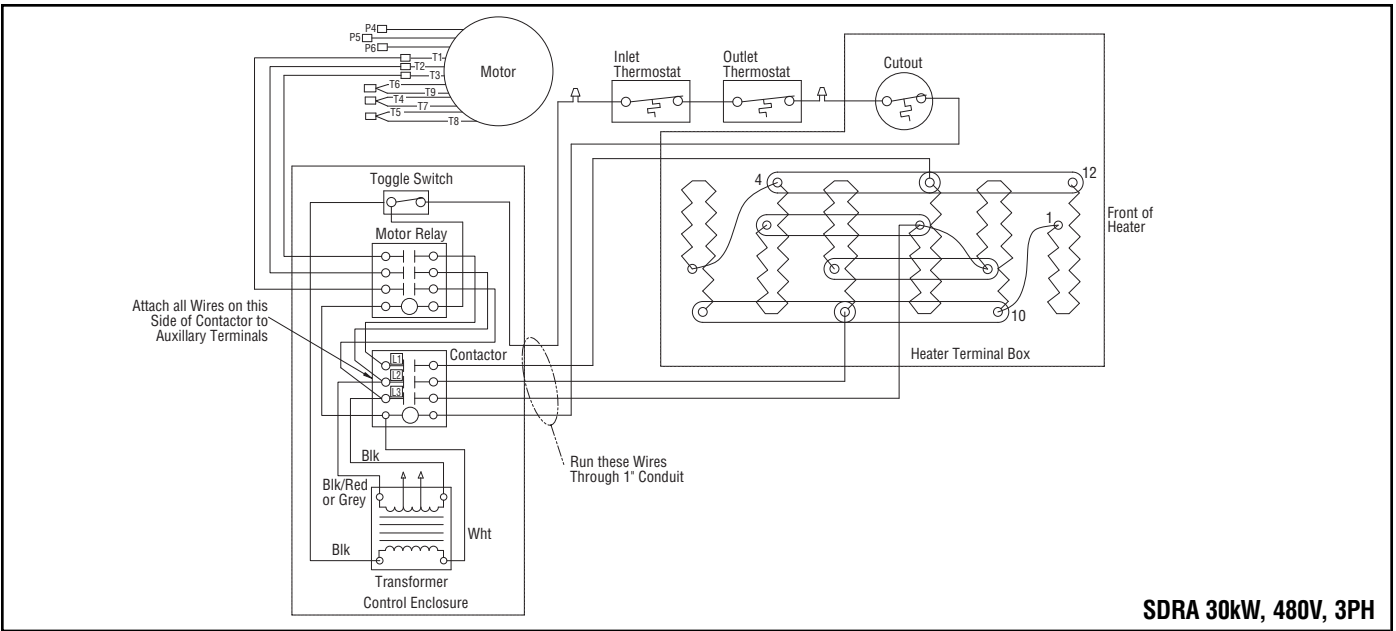 P4
P5
P6
T1
T2
T3
T6
T9
T4
T7
T5
T8
Motor
Inlet
Thermostat
Outlet
Thermostat
Cutout
Toggle Switch
Motor Relay
Attach all Wires on this
Side of Contactor to
Auxillary Terminals
L1
L2
L3
Contactor
4
12
1
10
Front of
Heater
Heater Terminal Box
Run these Wires
Through 1" Conduit
Blk
Blk/Red
or Grey
Wht
Blk
Transformer
Control Enclosure
SDRA 30kW, 480V, 3PH